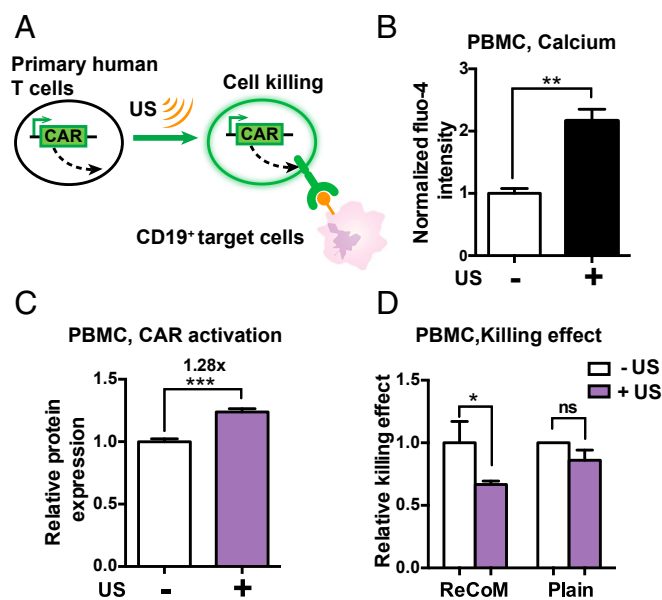 A
Primary human
T cells
CAR
US
Cell killing
CAR
CD19+ target cells
B
PBMC, Calcium
Normalized fluo-4
intensity
3
2
1
0
**
US - +
C
PBMC, CAR activation
1.28x
***
Relative protein
expression
1.5
1.0
0.5
0.0
US - +
D
PBMC,Killing effect
- US
+ US
Relative killing effect
1.5
1.0
0.5
0.0
*
ns
ReCoM Plain